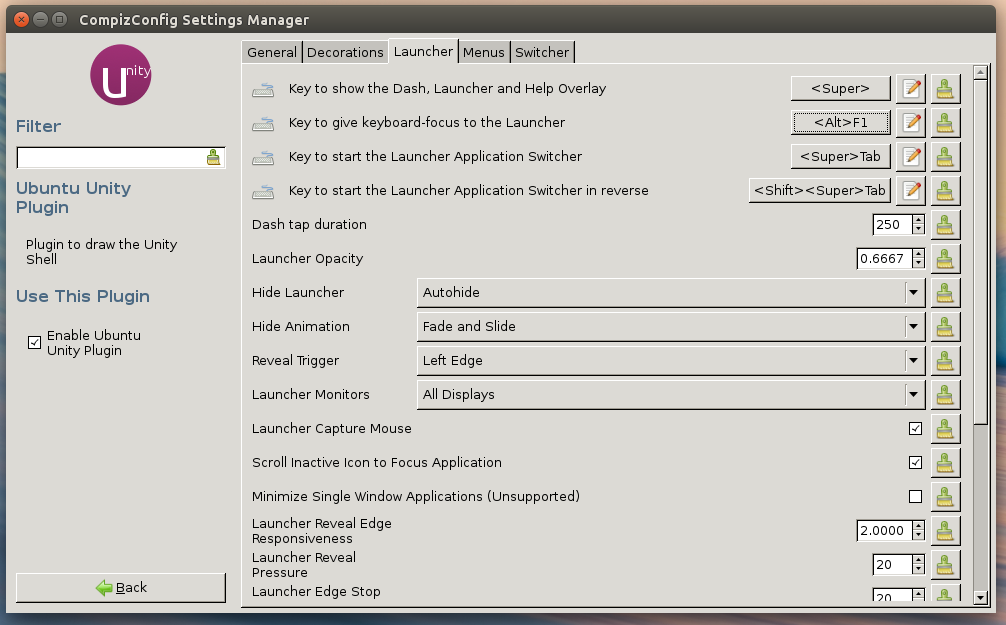 CompizConfig Settings Manager
Unity
Filter
Ubuntu Unity
Plugin
Plugin to draw the Unity
Shell
Use This Plugin
Enable Ubuntu
Unity Plugin
Back
General Decorations Launcher Menus Switcher
Key to show the Dash, Launcher and Help Overlay <Super>
Key to give keyboard-focus to the Launcher <Alt>F1
Key to start the Launcher Application Switcher <Super>Tab
Key to start the Launcher Application Switcher in reverse <Shift><Super>Tab
Dash tap duration 250
Launcher Opacity 0.6667
Hide Launcher Autohide
Hide Animation Fade and Slide
Reveal Trigger Left Edge
Launcher Monitors All Displays
Launcher Capture Mouse
Scroll Inactive Icon to Focus Application
Minimize Single Window Applications (Unsupported)
Launcher Reveal Edge
Responsiveness 2.0000
Launcher Reveal
Pressure 20
Launcher Edge Stop 20